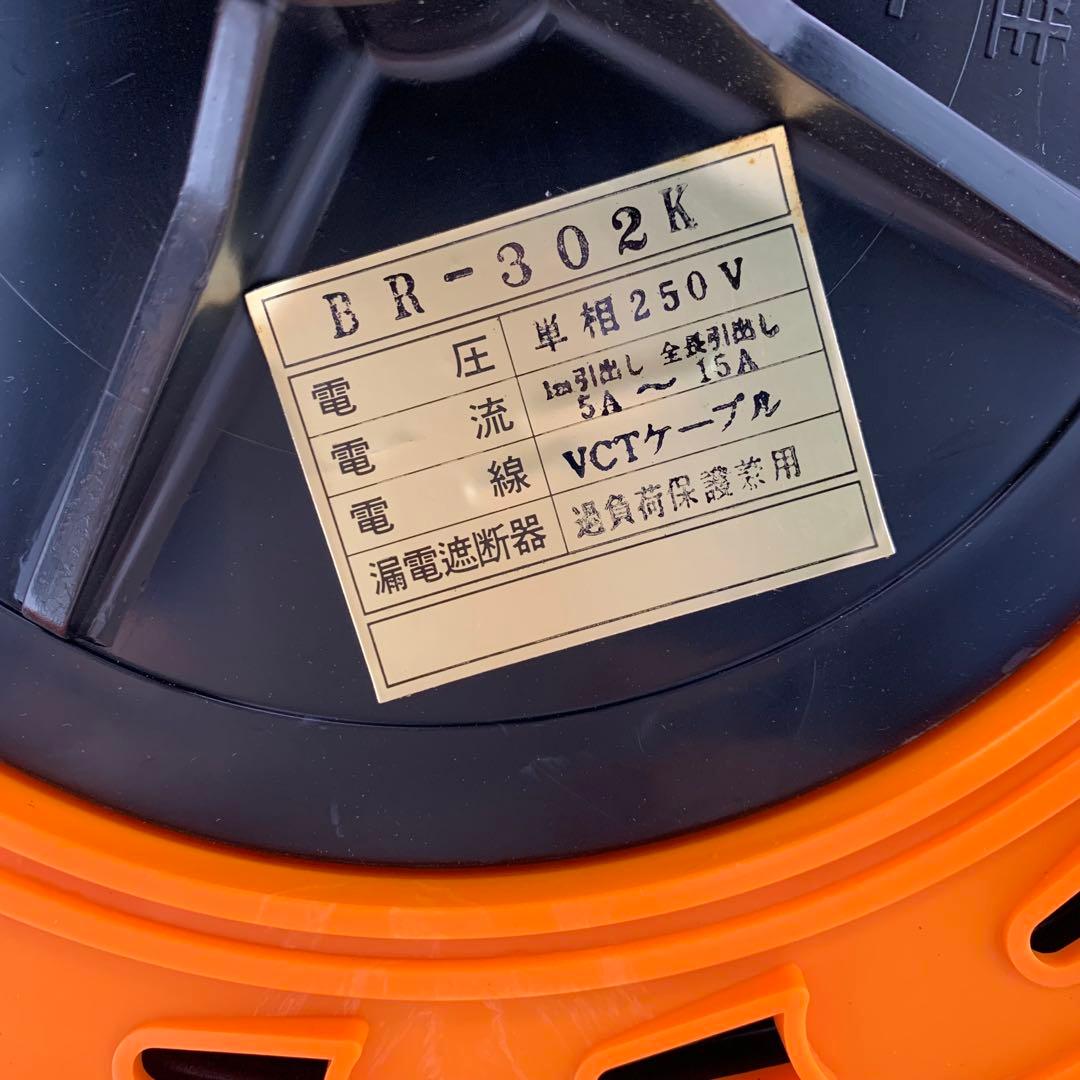 BR-302K
電圧 単相250V
電流 1m引出し 全長引出し
5A〜15A
電線 VCTケーブル
漏電遮断器 過負荷保護兼用